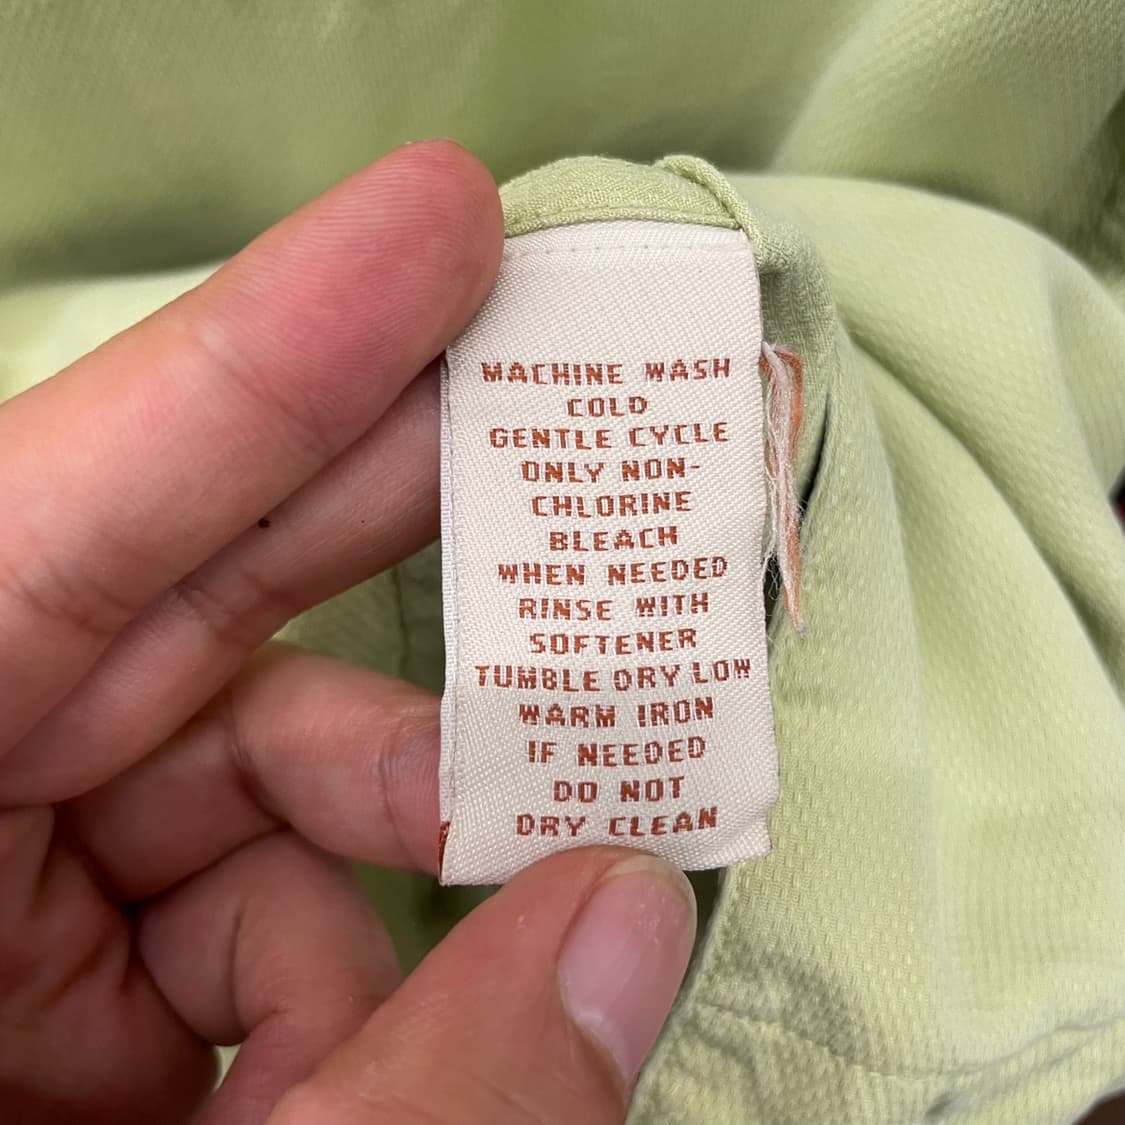 MACHINE WASH
COLD
GENTLE CYCLE
ONLY NON-
CHLORINE
BLEACH
WHEN NEEDED
RINSE WITH
SOFTENER
TUMBLE DRY LOW
WARM IRON
IF NEEDED
DO NOT
DRY CLEAN